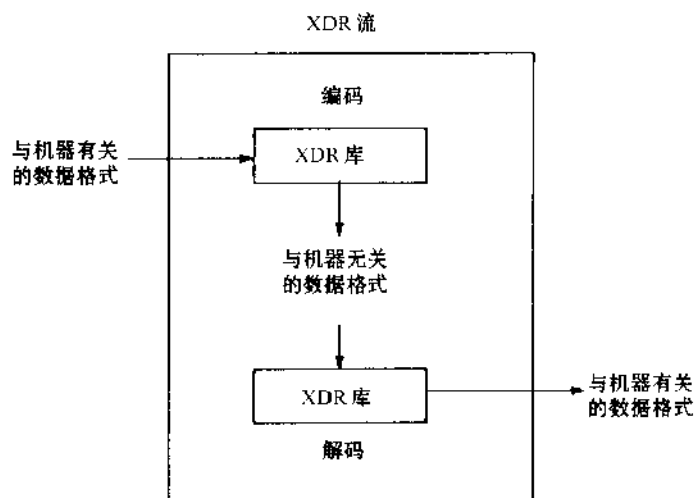 XDR 流
编码
与机器有关
的数据格式
XDR 库
与机器无关
的数据格式
XDR 库
与机器有关
的数据格式
解码